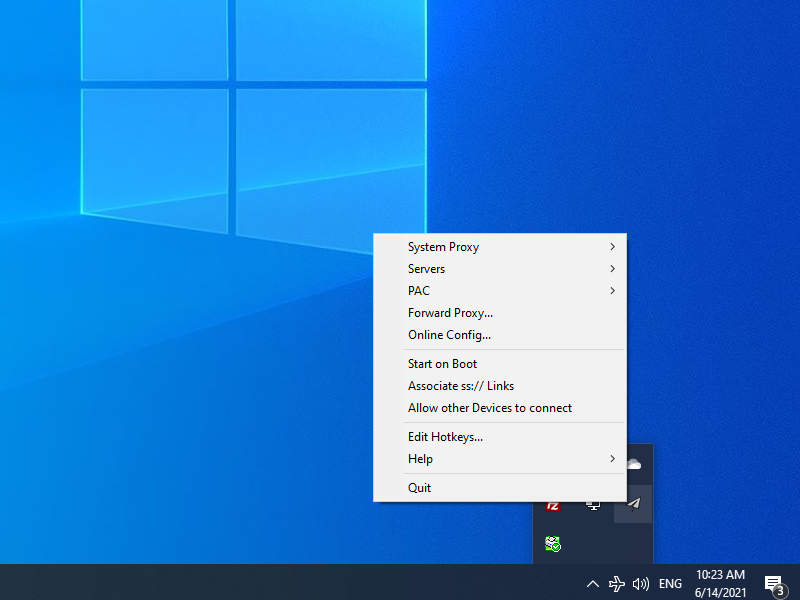 System Proxy
Servers
PAC
Forward Proxy...
Online Config...
Start on Boot
Associate ss:// Links
Allow other Devices to connect
Edit Hotkeys...
Help
Quit
ENG
10:23 AM
6/14/2021
3